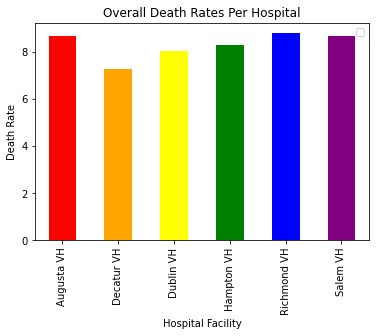 Overall Death Rates Per Hospital
Death Rate
8
6
4
2
0
Augusta VH
Decatur VH
Dublin VH
Hampton VH
Richmond VH
Salem VH
Hospital Facility